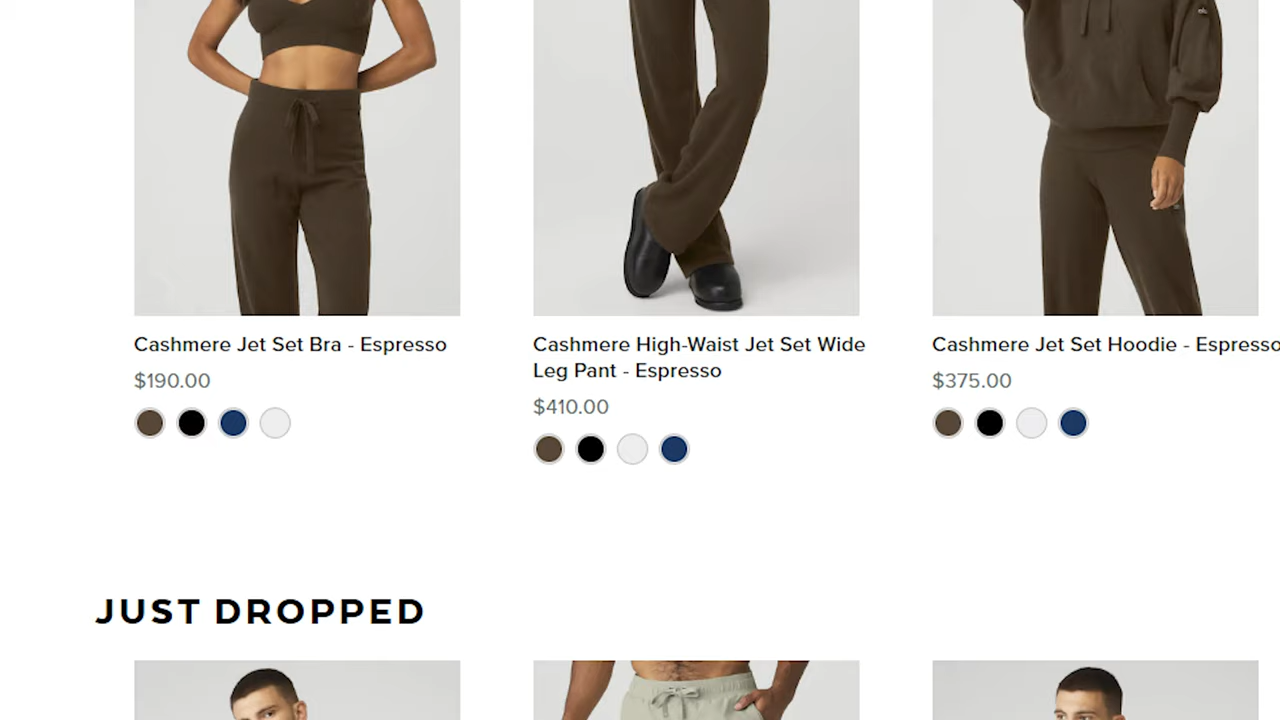 Cashmere Jet Set Bra - Espresso
$190.00
Cashmere High-Waist Jet Set Wide
Leg Pant - Espresso
$410.00
Cashmere Jet Set Hoodie - Espresso
$375.00
JUST DROPPED